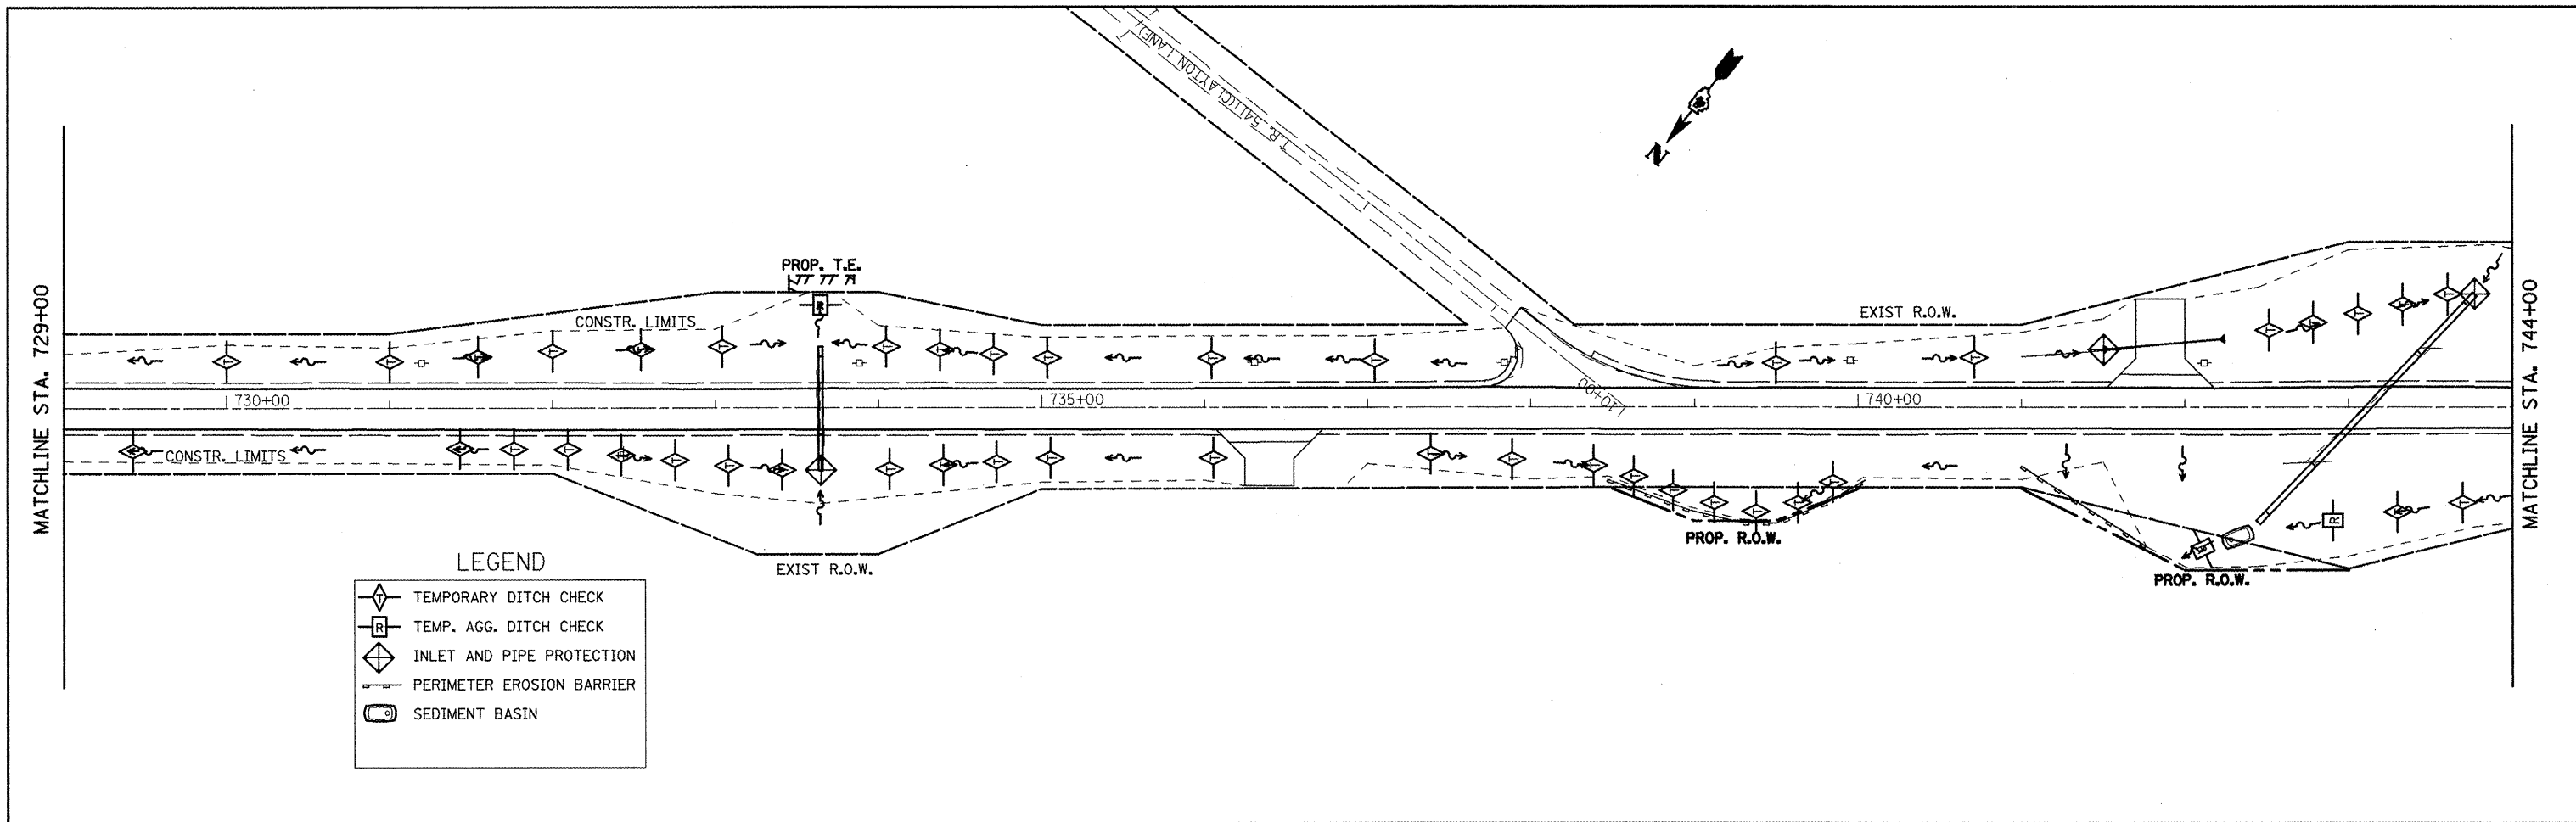 T.R. 541(CLAYTON LANE)
N
MATCHLINE STA. 729+00
PROP. T.E.
CONSTR. LIMITS
EXIST R.O.W.
MATCHLINE STA. 744+00
730+00
735+00
10+00
740+00
CONSTR. LIMITS
PROP. R.O.W.
EXIST R.O.W.
PROP. R.O.W.
LEGEND
T TEMPORARY DITCH CHECK
R TEMP. AGG. DITCH CHECK
INLET AND PIPE PROTECTION
PERIMETER EROSION BARRIER
SEDIMENT BASIN